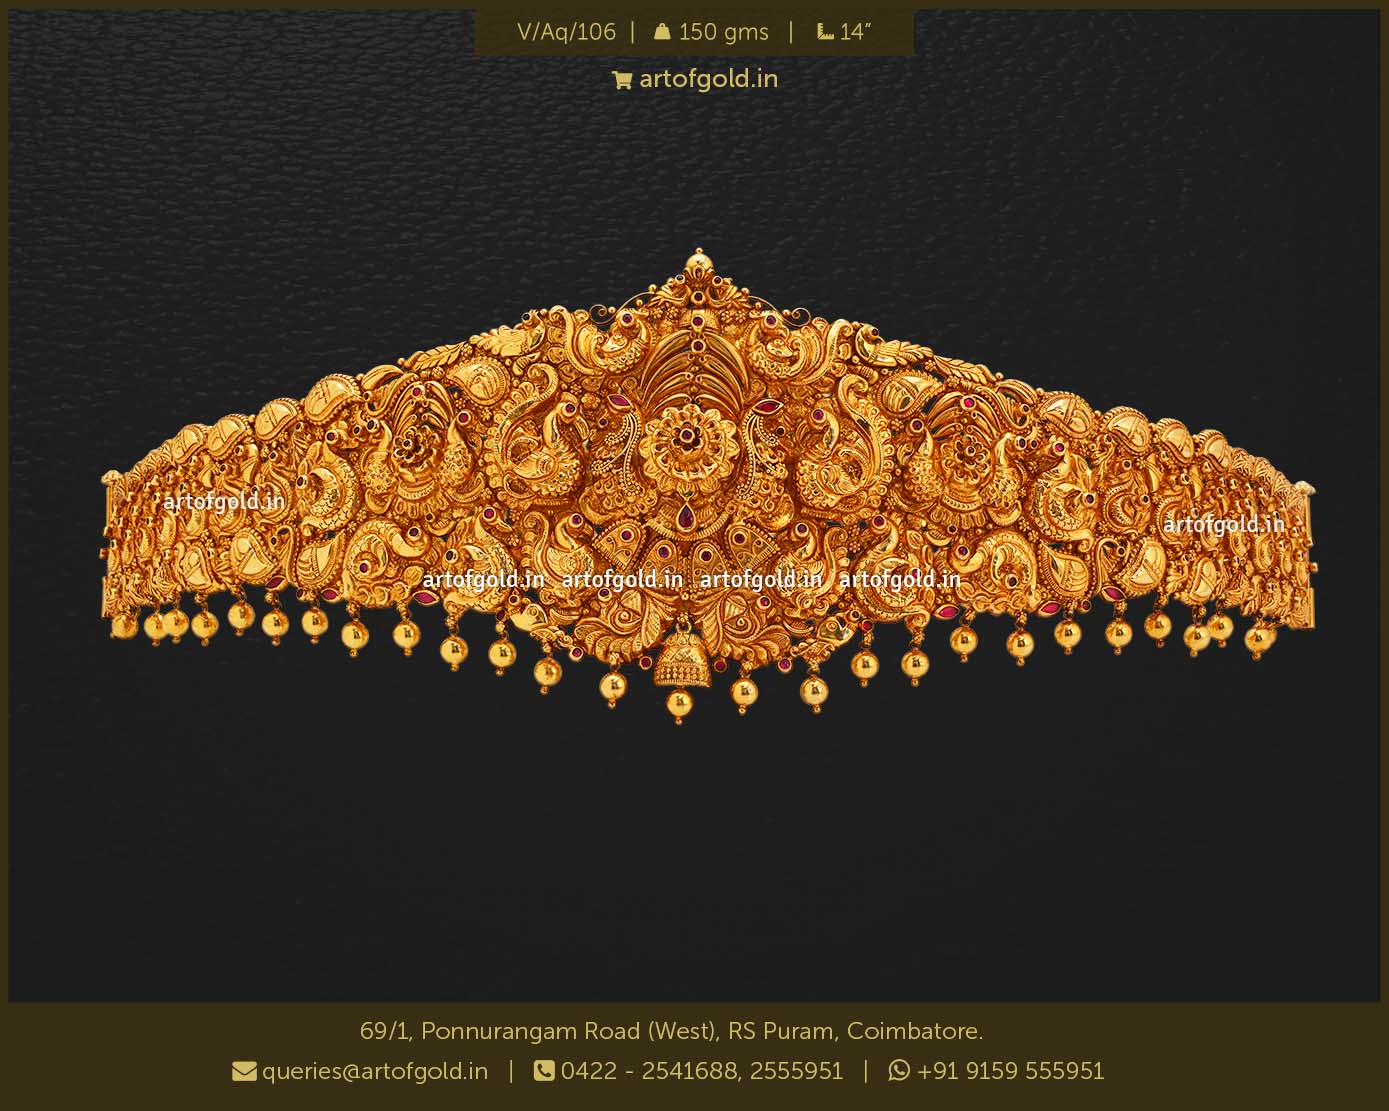 V/Aq/106 | 150 gms | 14”
artofgold.in
artofgold.in
artofgold.in
artofgold.in artofgold.in artofgold.in artofgold.in
69/1, Ponnurangam Road (West), RS Puram, Coimbatore.
queries@artofgold.in | 0422 - 2541688, 2555951 | +91 9159 555951